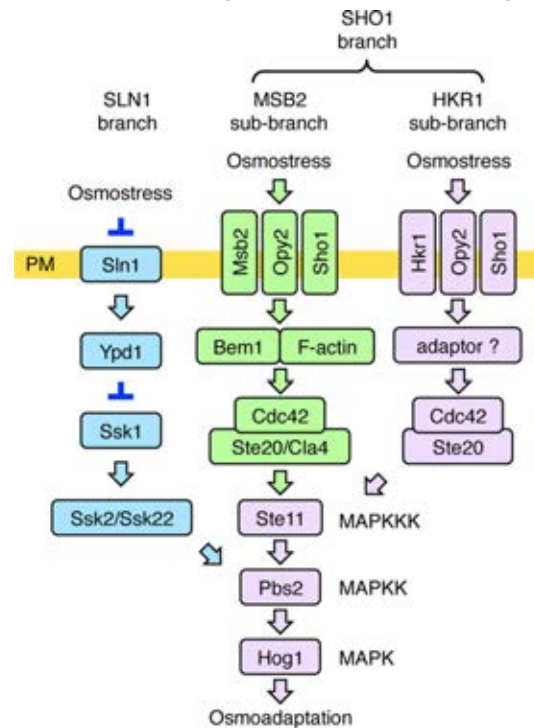 SHO1
branch
SLN1
branch
MSB2
sub-branch
HKR1
sub-branch
Osmostress
Osmostress
Osmostress
PM
Sln1
Msb2
Opy2
Sho1
Hkr1
Opy2
Sho1
Ypd1
Bem1
F-actin
adaptor ?
Ssk1
Cdc42
Ste20/Cla4
Cdc42
Ste20
Ssk2/Ssk22
Ste11
MAPKKK
Pbs2
MAPKK
Hog1
MAPK
Osmoadaptation